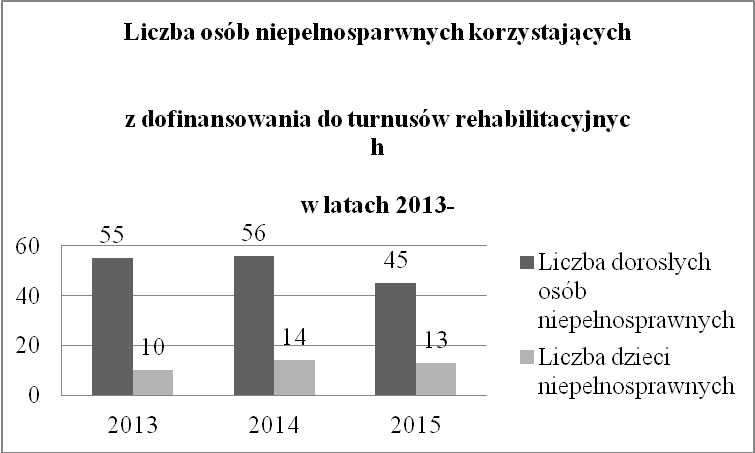 Liczba osób niepełnosparwnych korzystających
z dofinansowania do turnusów rehabilitacyjnyc
h
w latach 2013-
55
56
45
10
14
13
60
40
20
0
2013
2014
2015
Liczba dorosłych
osób
niepełnosprawnych
Liczba dzieci
niepełnosprawnych